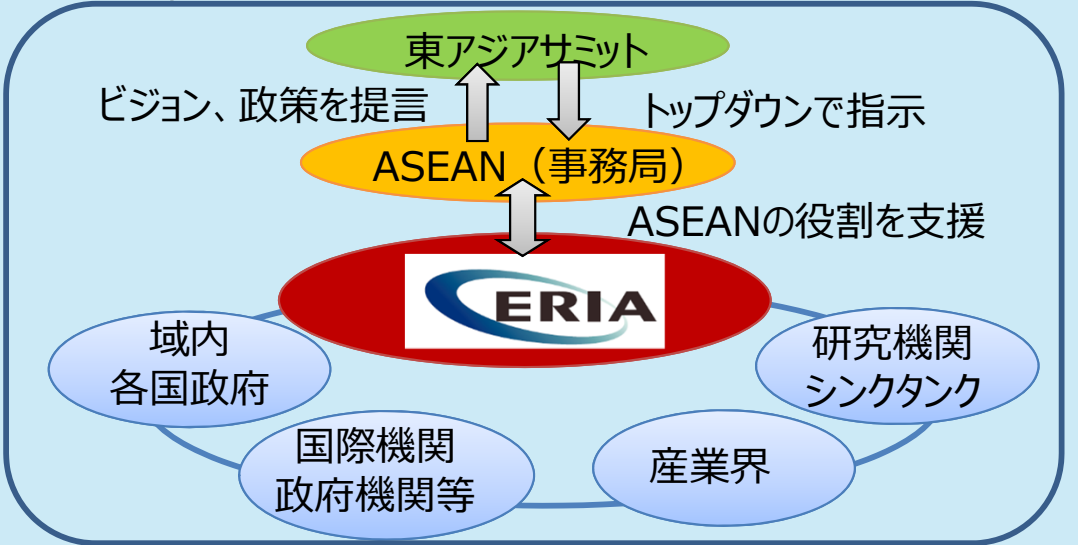 東アジアサミット
ビジョン、政策を提言
トップダウンで指示
ASEAN（事務局）
ASEANの役割を支援
ERIA
域内
各国政府
研究機関
シンクタンク
国際機関
政府機関等
産業界